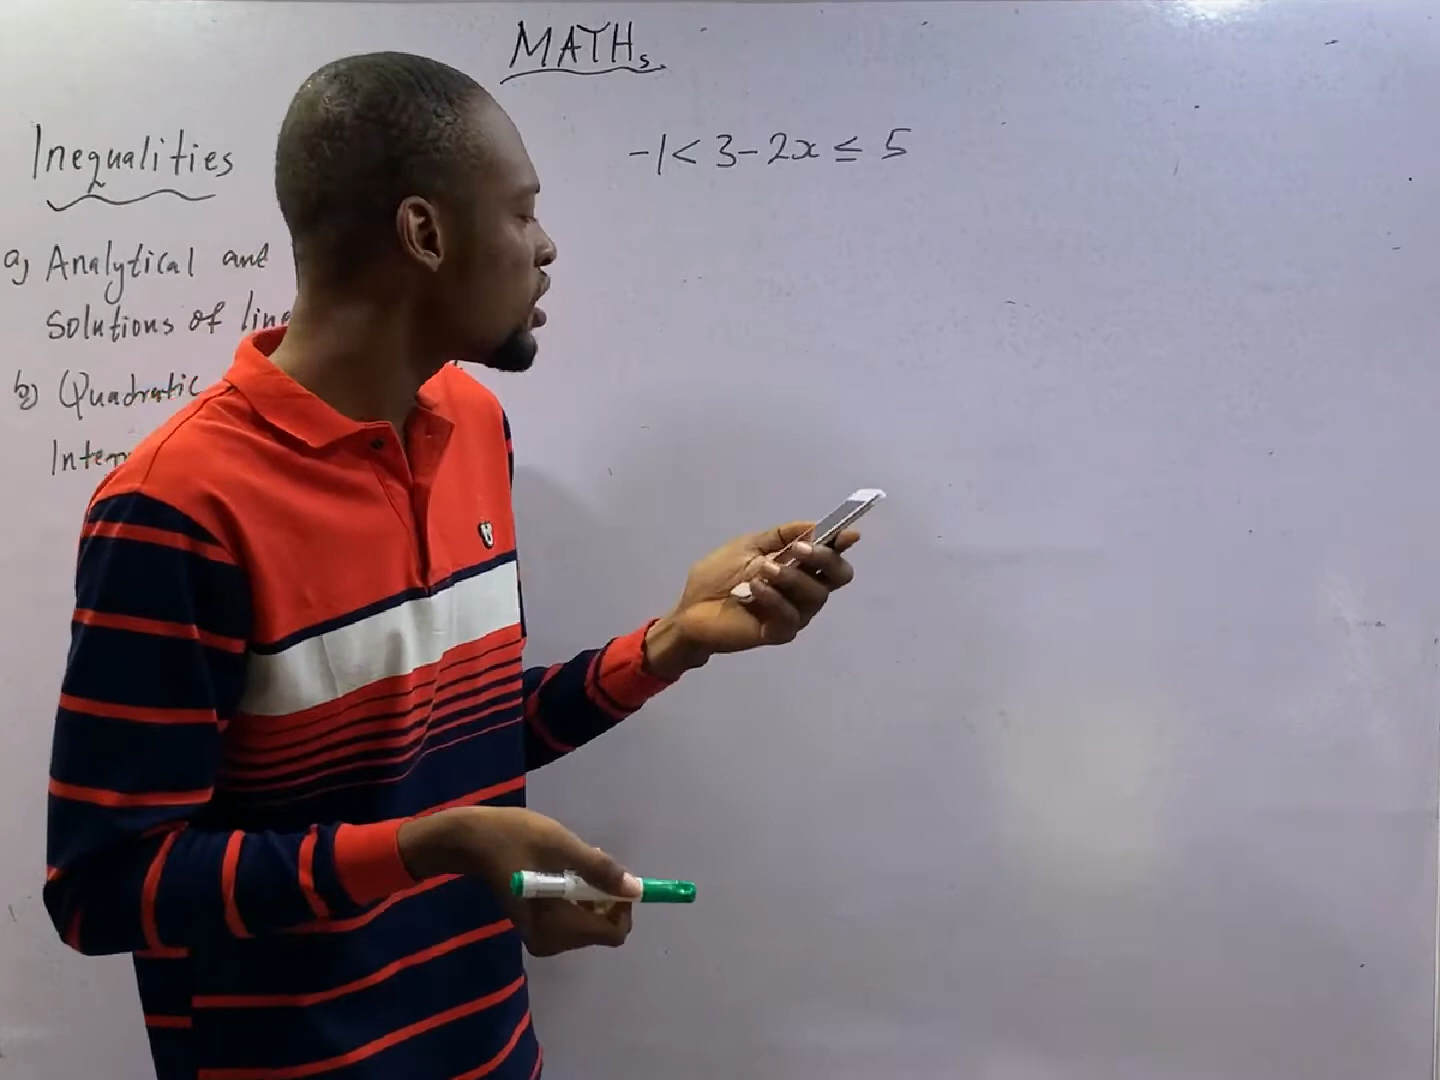 MATHs.
Inequalities
-1 < 3 - 2x ≤ 5
a) Analytical and
Solutions of
b) Quadratic